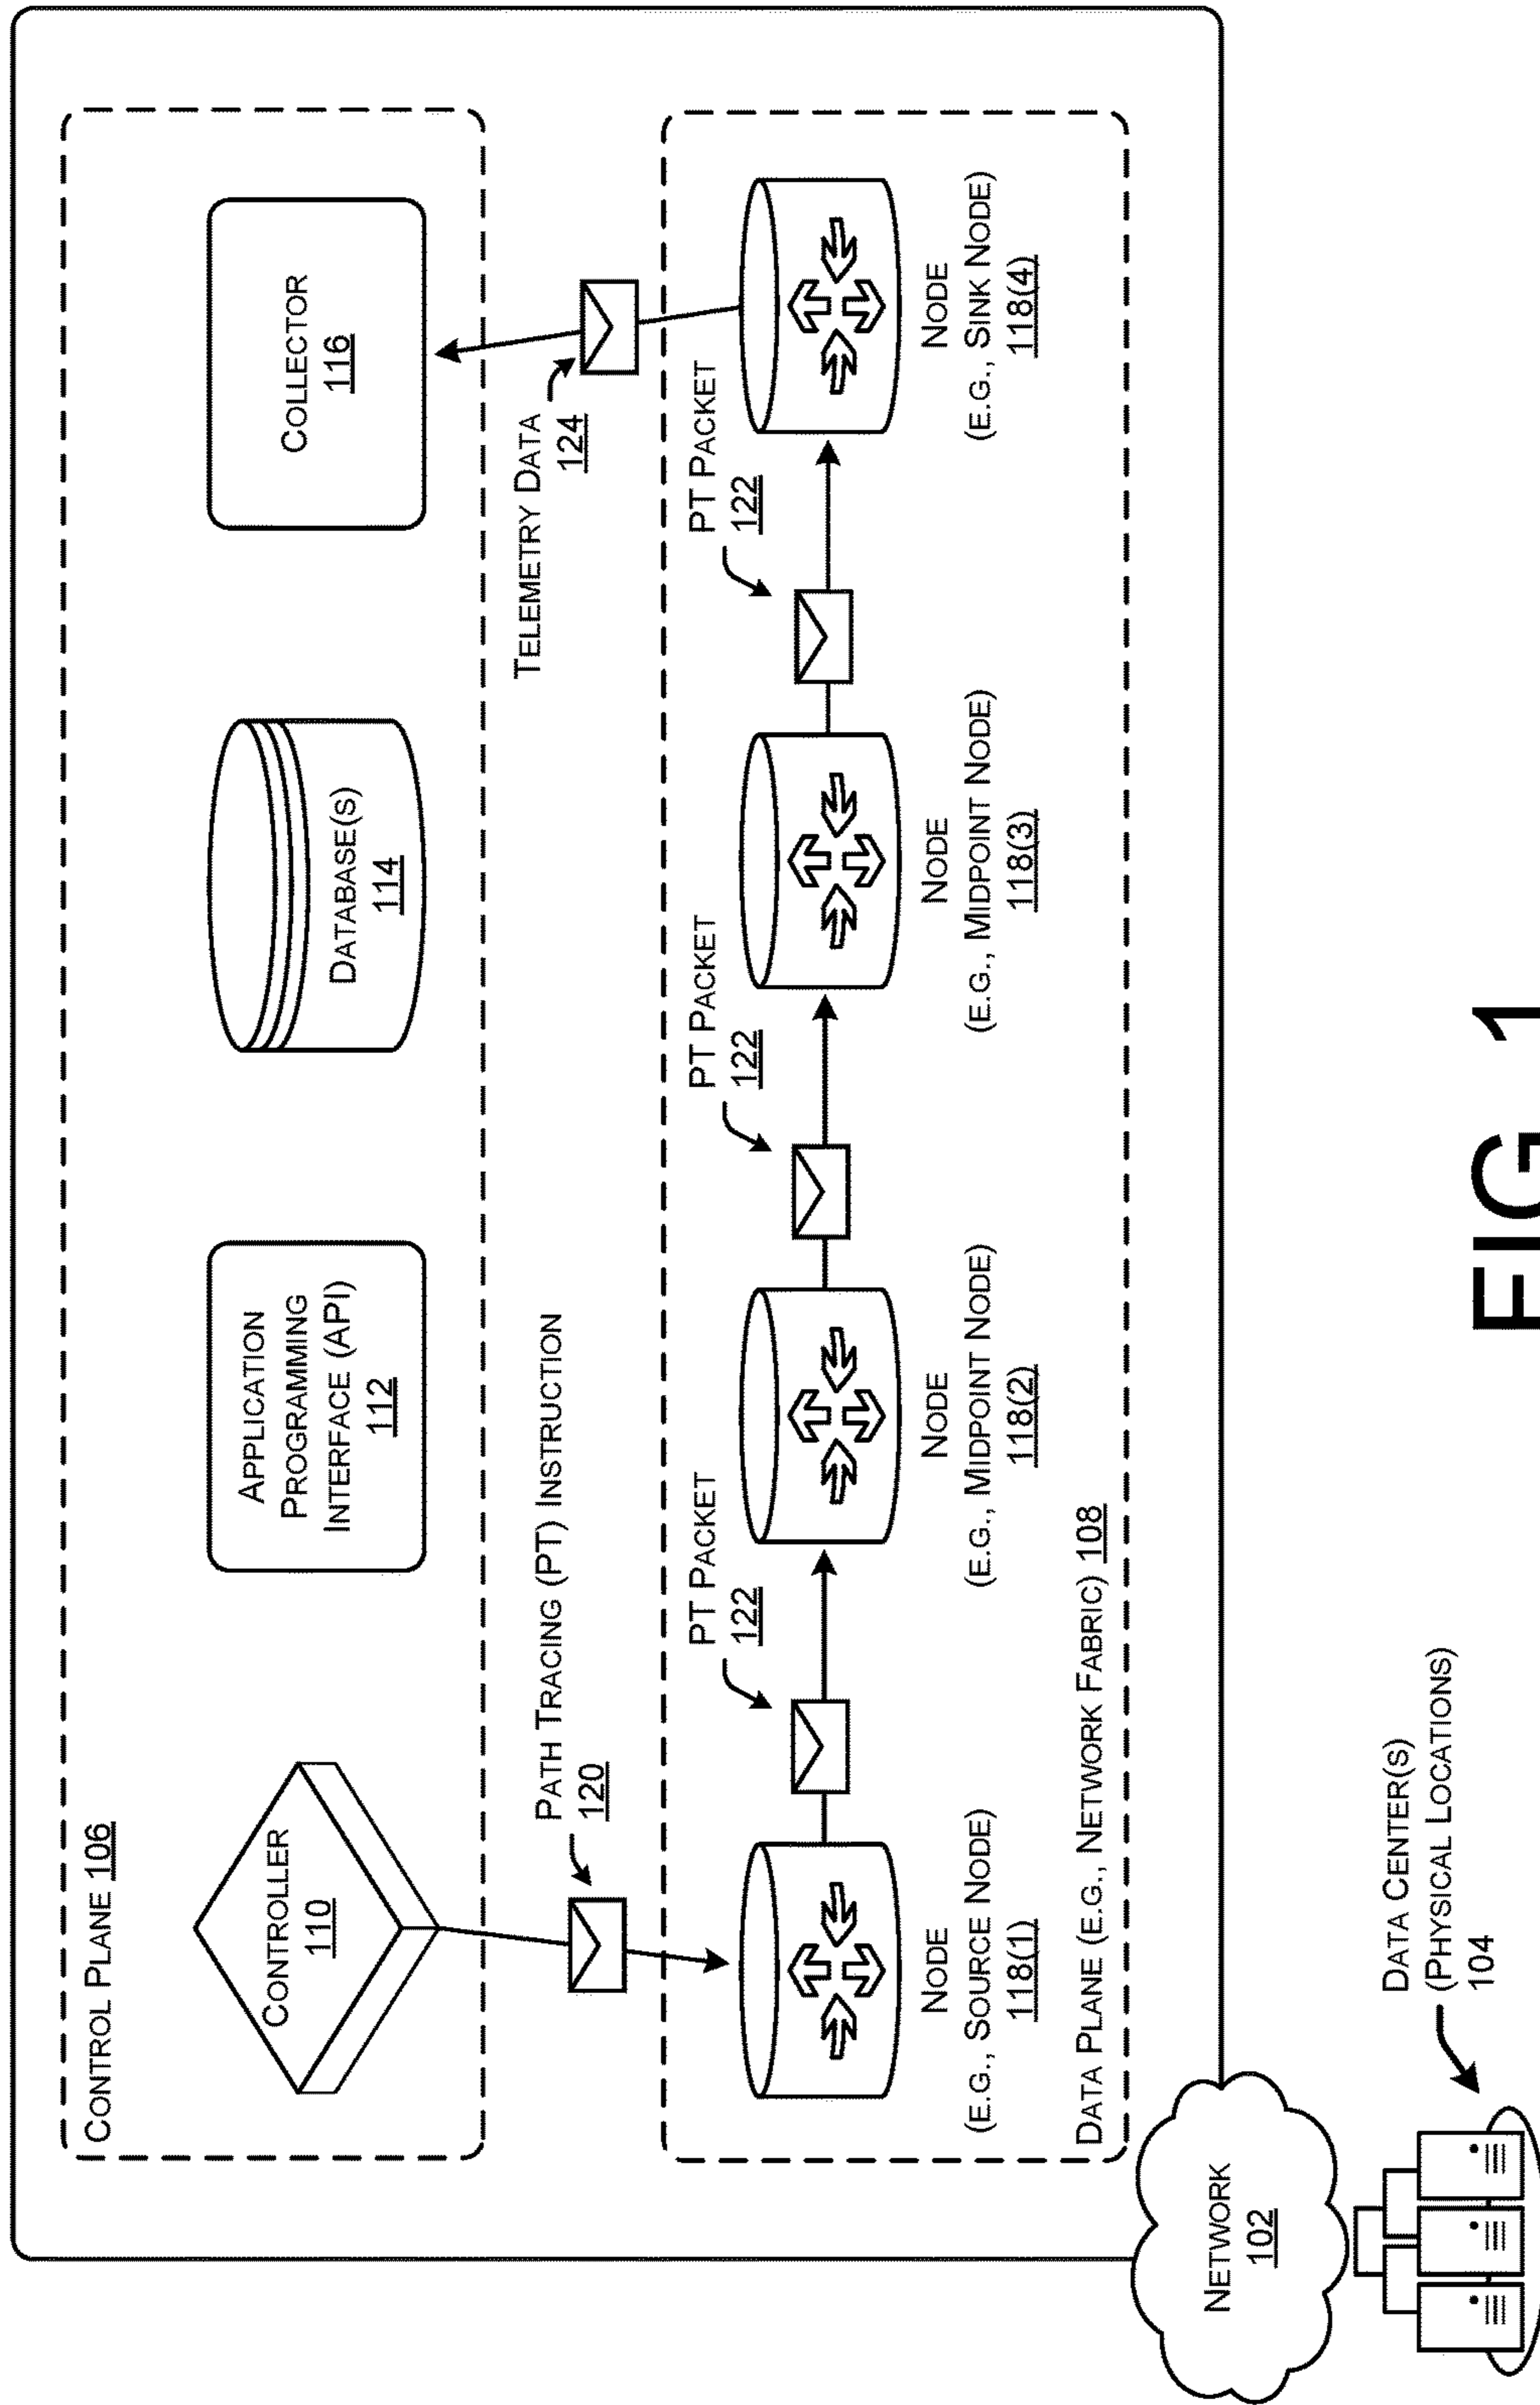 CONTROL PLANE 106
CONTROLLER
110
APPLICATION
PROGRAMMING
INTERFACE (API)
112
DATABASE(S)
114
COLLECTOR
116
PATH TRACING (PT) INSTRUCTION
120
TELEMETRY DATA
124
PT PACKET
122
PT PACKET
122
PT PACKET
122
NODE
(E.G., SOURCE NODE)
118(1)
NODE
(E.G., MIDPOINT NODE)
118(2)
NODE
(E.G., MIDPOINT NODE)
118(3)
NODE
(E.G., SINK NODE)
118(4)
DATA PLANE (E.G., NETWORK FABRIC) 108
NETWORK
102
DATA CENTER(S)
(PHYSICAL LOCATIONS)
104
FIG. 1